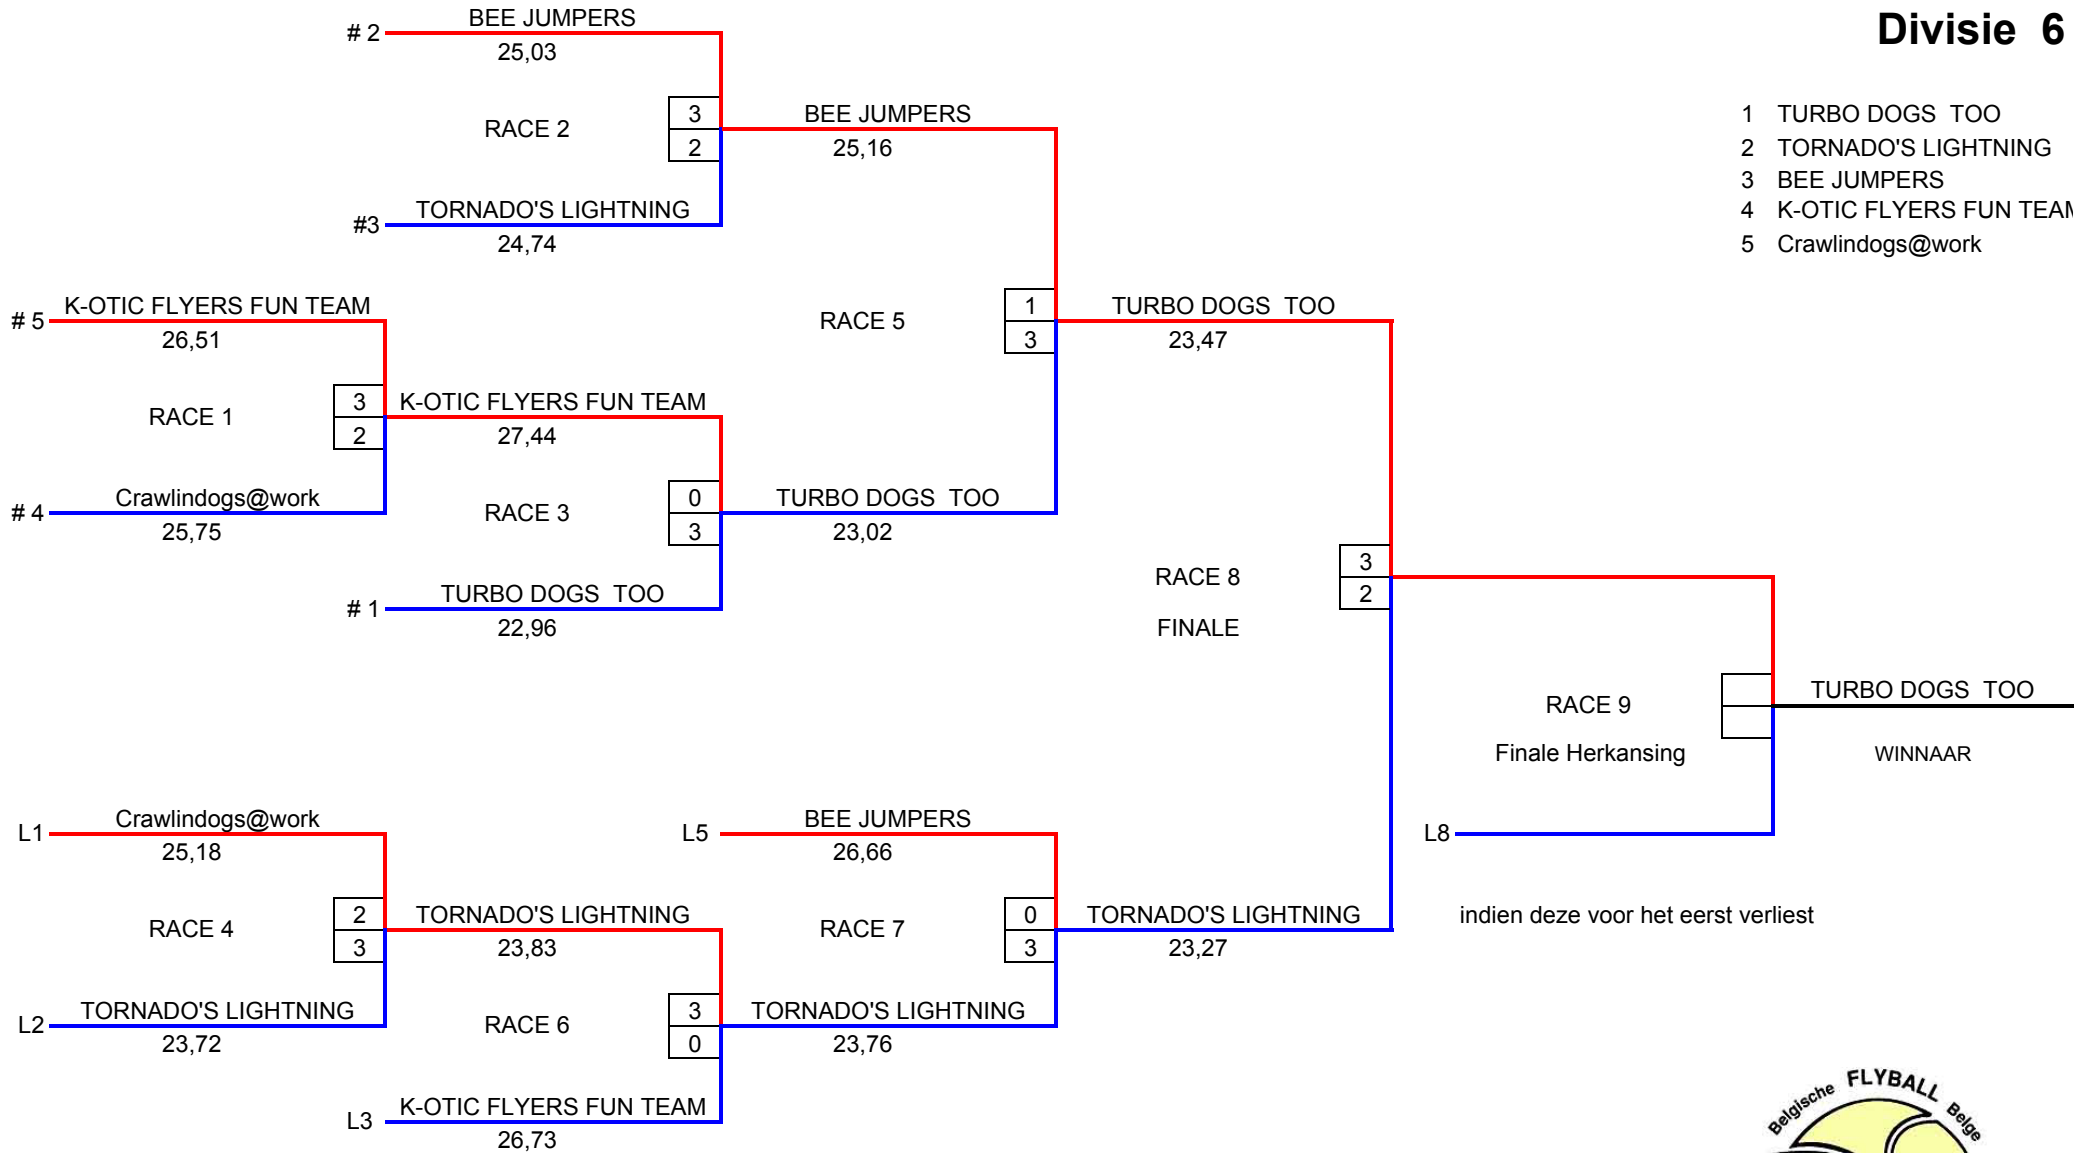 Divisie 6
1 TURBO DOGS TOO
2 TORNADO'S LIGHTNING
3 BEE JUMPERS
4 K-OTIC FLYERS FUN TEAM
5 Crawlindogs@work
# 2
BEE JUMPERS
25,03
RACE 2
3
2
#3
TORNADO'S LIGHTNING
24,74
BEE JUMPERS
25,16
# 5
K-OTIC FLYERS FUN TEAM
26,51
RACE 1
3
2
# 4
Crawlindogs@work
25,75
K-OTIC FLYERS FUN TEAM
27,44
RACE 3
0
3
# 1
TURBO DOGS TOO
22,96
RACE 5
1
3
TURBO DOGS TOO
23,02
TURBO DOGS TOO
23,47
RACE 8
FINALE
3
2
RACE 9
Finale Herkansing
TURBO DOGS TOO
WINNAAR
L8
indien deze voor het eerst verliest
L1
Crawlindogs@work
25,18
RACE 4
2
3
L2
TORNADO'S LIGHTNING
23,72
TORNADO'S LIGHTNING
23,83
RACE 6
3
0
L3
K-OTIC FLYERS FUN TEAM
26,73
L5
BEE JUMPERS
26,66
RACE 7
0
3
TORNADO'S LIGHTNING
23,76
TORNADO'S LIGHTNING
23,27
Belgische FLYBALL Belge